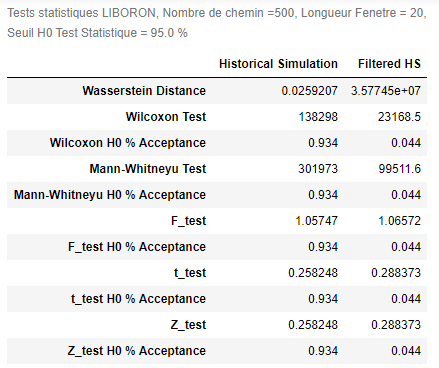 Tests statistiques LIBORON, Nombre de chemin =500, Longueur Fenetre = 20,
Seuil H0 Test Statistique = 95.0 %
Historical Simulation Filtered HS
Wasserstein Distance 0.0259207 3.57745e+07
Wilcoxon Test 138298 23168.5
Wilcoxon H0 % Acceptance 0.934 0.044
Mann-Whitneyu Test 301973 99511.6
Mann-Whitneyu H0 % Acceptance 0.934 0.044
F_test 1.05747 1.06572
F_test H0 % Acceptance 0.934 0.044
t_test 0.258248 0.288373
t_test H0 % Acceptance 0.934 0.044
Z_test 0.258248 0.288373
Z_test H0 % Acceptance 0.934 0.044